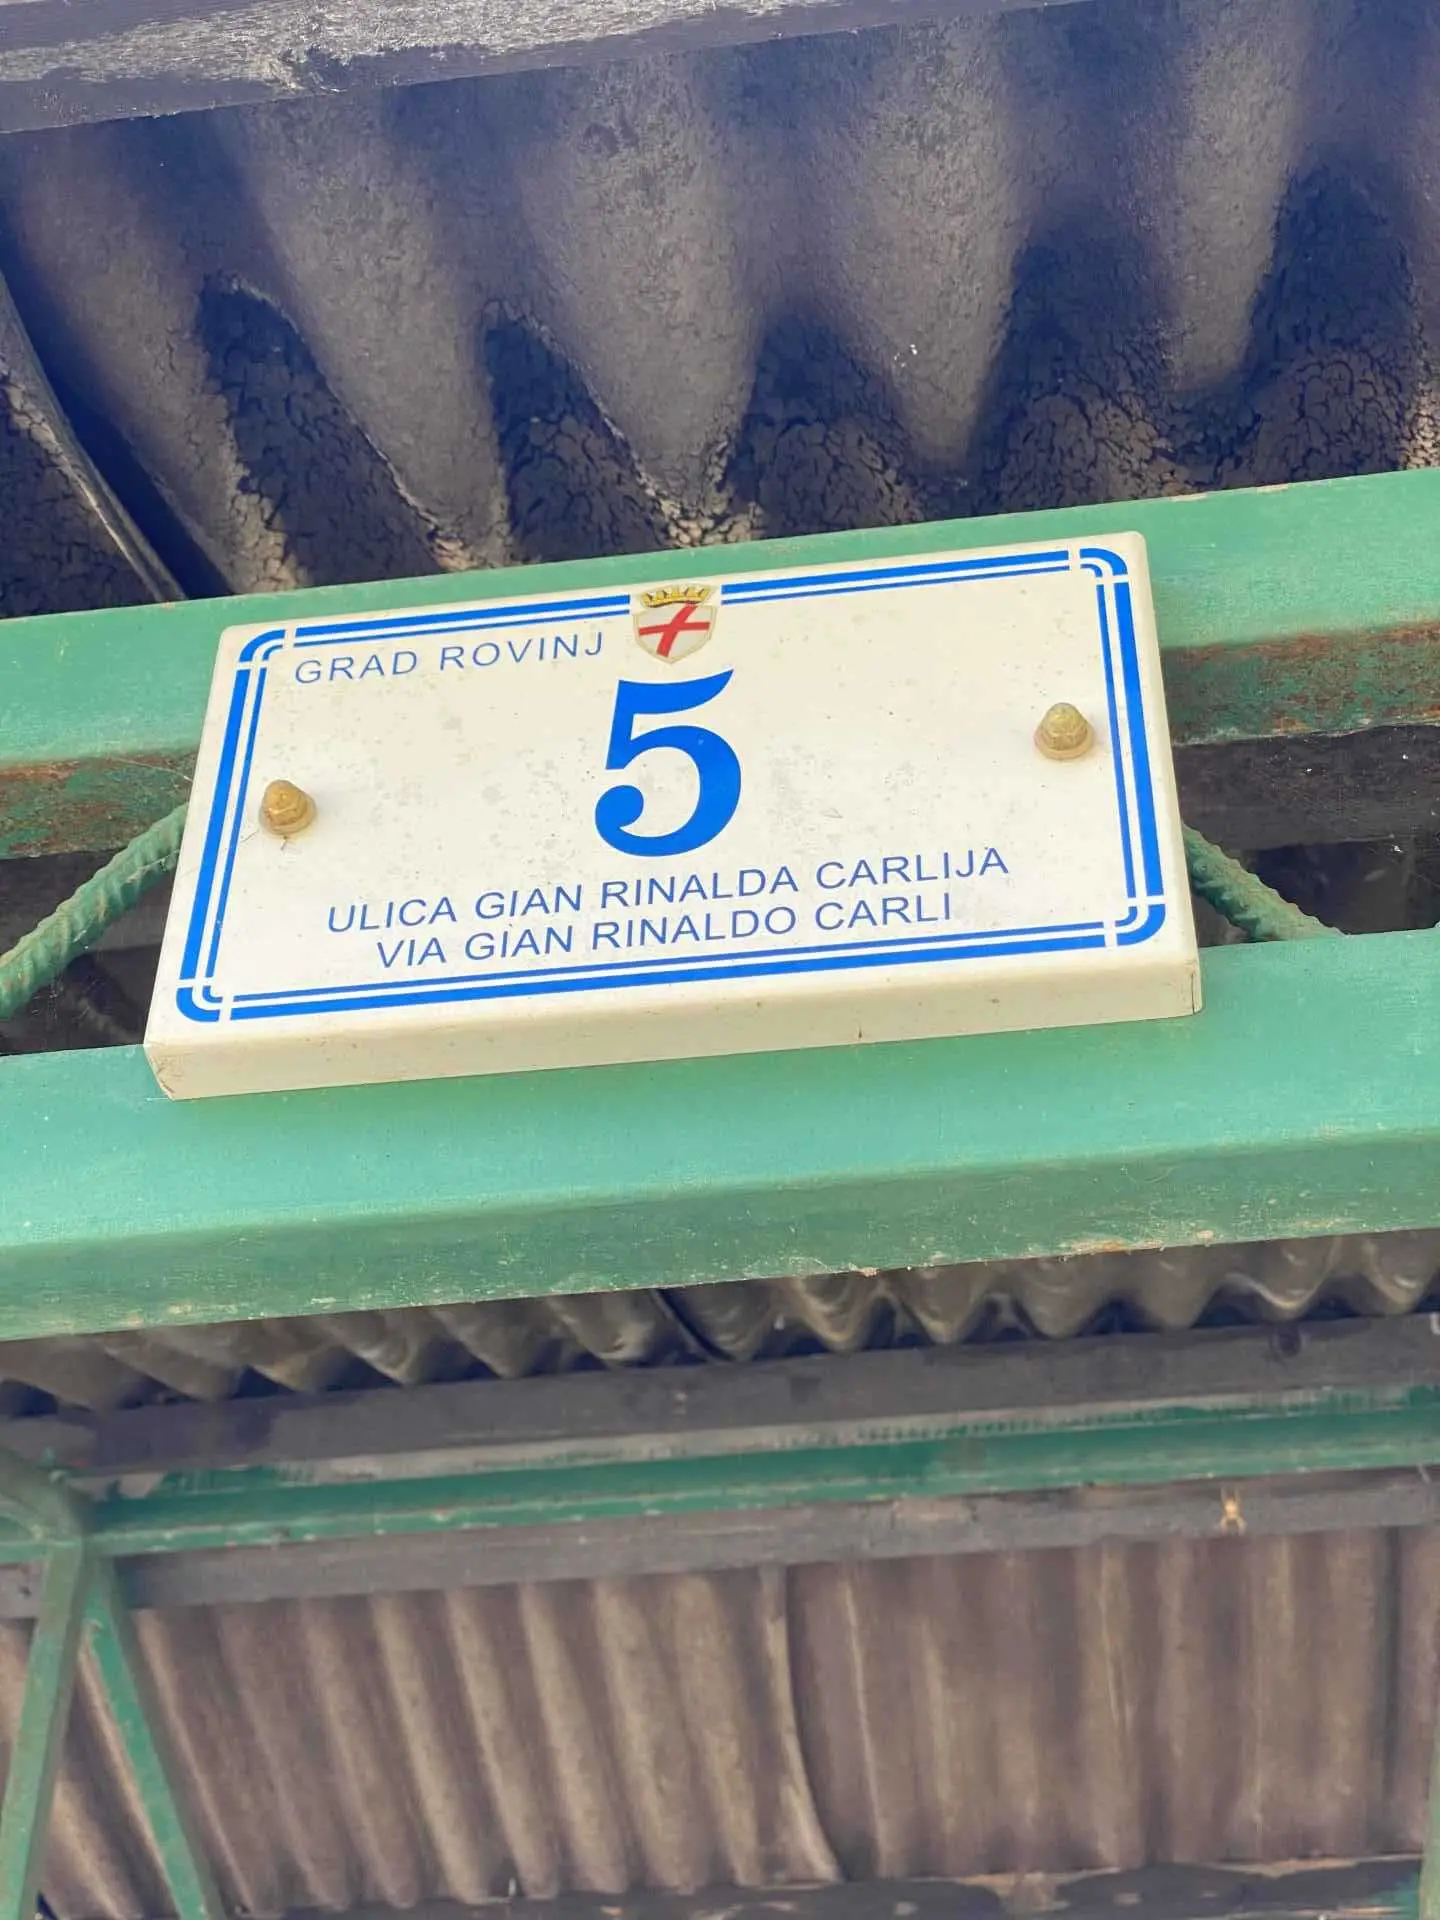 GRAD ROVINJ
5
ULICA GIAN RINALDA CARLIJA
VIA GIAN RINALDO CARLI